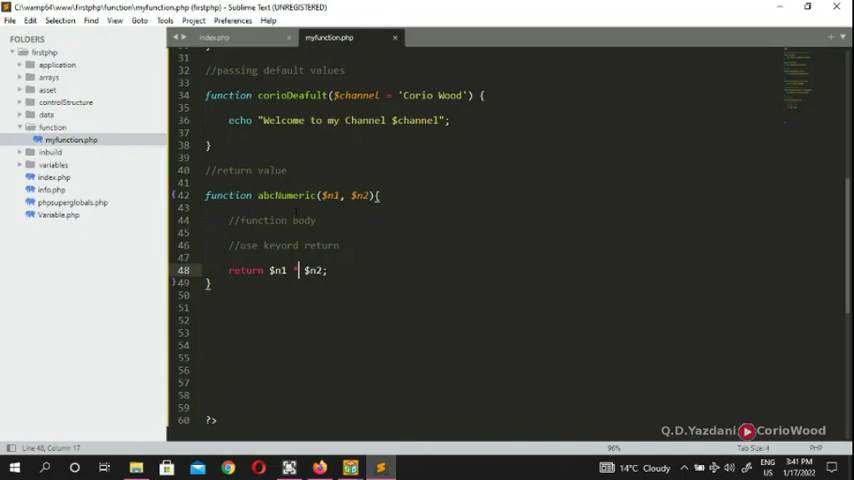 C:\wamp64\www\firstphp\function\myfunction.php (firstphp) - Sublime Text (UNREGISTERED)
File Edit Selection Find View Goto Tools Project Preferences Help
FOLDERS
firstphp
application
arrays
asset
controlStructure
data
function
myfunction.php
inbuild
variables
index.php
info.php
phpsuperglobals.php
Variable.php
index.php
myfunction.php
31
32 //passing default values
33
34 function corioDeafult($channel = 'Corio Wood') {
35
36 echo "Welcome to my Channel $channel";
37
38 }
39
40 //return value
41
42 function abcNumeric($n1, $n2){
43
44 //function body
45
46 //use keyord return
47
48 return $n1 * $n2;
49 }
50
51
52
53
54
55
56
57
58
59
60 ?>
Q.D.Yazdani CorioWood
Line 48, Column 17
96%
Tab Size: 4
PHP
14°C Cloudy
ENG
US
3:41 PM
1/17/2022